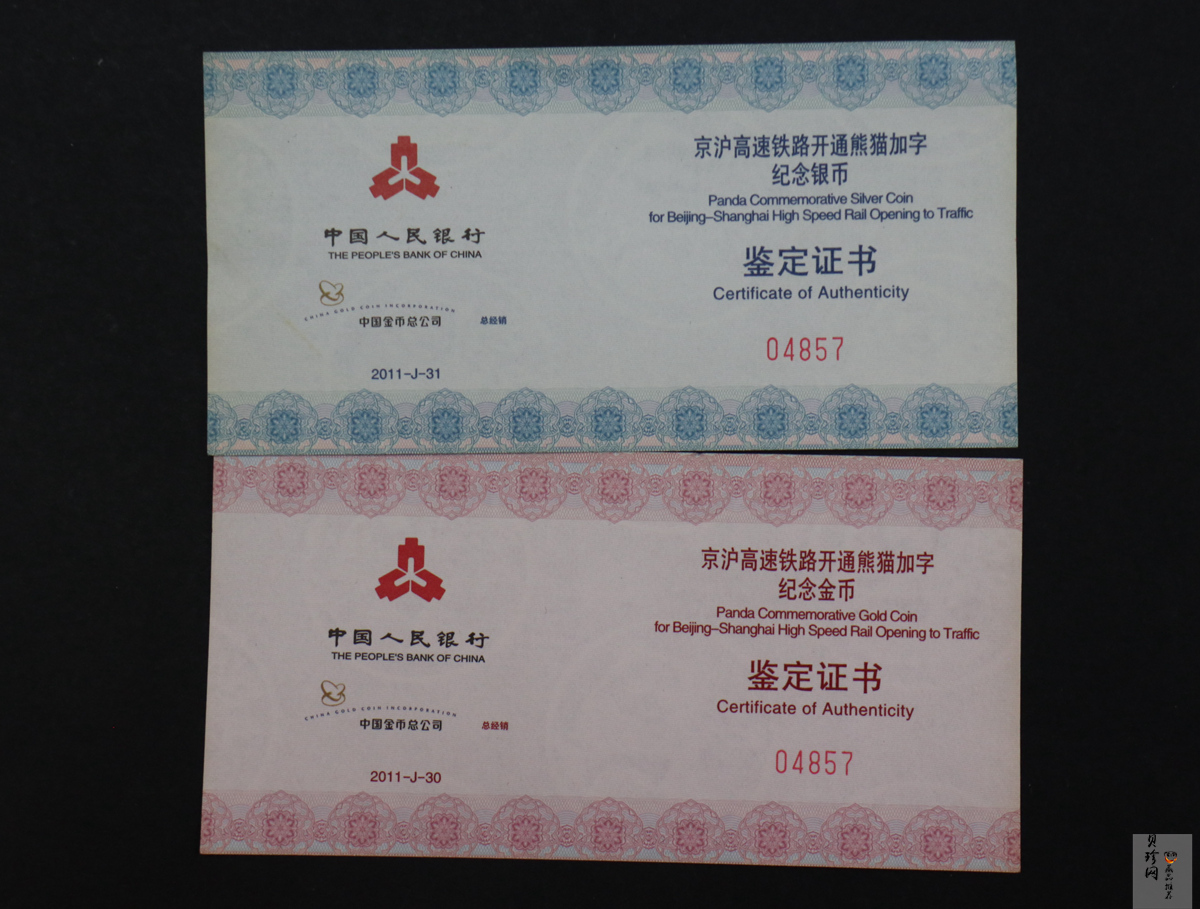 中国人民银行
THE PEOPLE'S BANK OF CHINA
CHINA GOLD COIN INCORPORATION
中国金币总公司
总经销
2011-J-31
京沪高速铁路开通熊猫加字
纪念银币
Panda Commemorative Silver Coin
for Beijing–Shanghai High Speed Rail Opening to Traffic
鉴定证书
Certificate of Authenticity
04857
中国人民银行
THE PEOPLE'S BANK OF CHINA
CHINA GOLD COIN INCORPORATION
中国金币总公司
总经销
2011-J-30
京沪高速铁路开通熊猫加字
纪念金币
Panda Commemorative Gold Coin
for Beijing–Shanghai High Speed Rail Opening to Traffic
鉴定证书
Certificate of Authenticity
04857
贝珍网